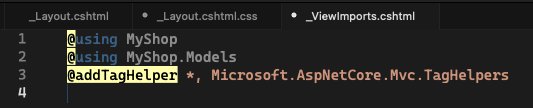 _Layout.cshtml ● _Layout.cshtml.css ● _ViewImports.cshtml
1 @using MyShop
2 @using MyShop.Models
3 @addTagHelper *, Microsoft.AspNetCore.Mvc.TagHelpers
4